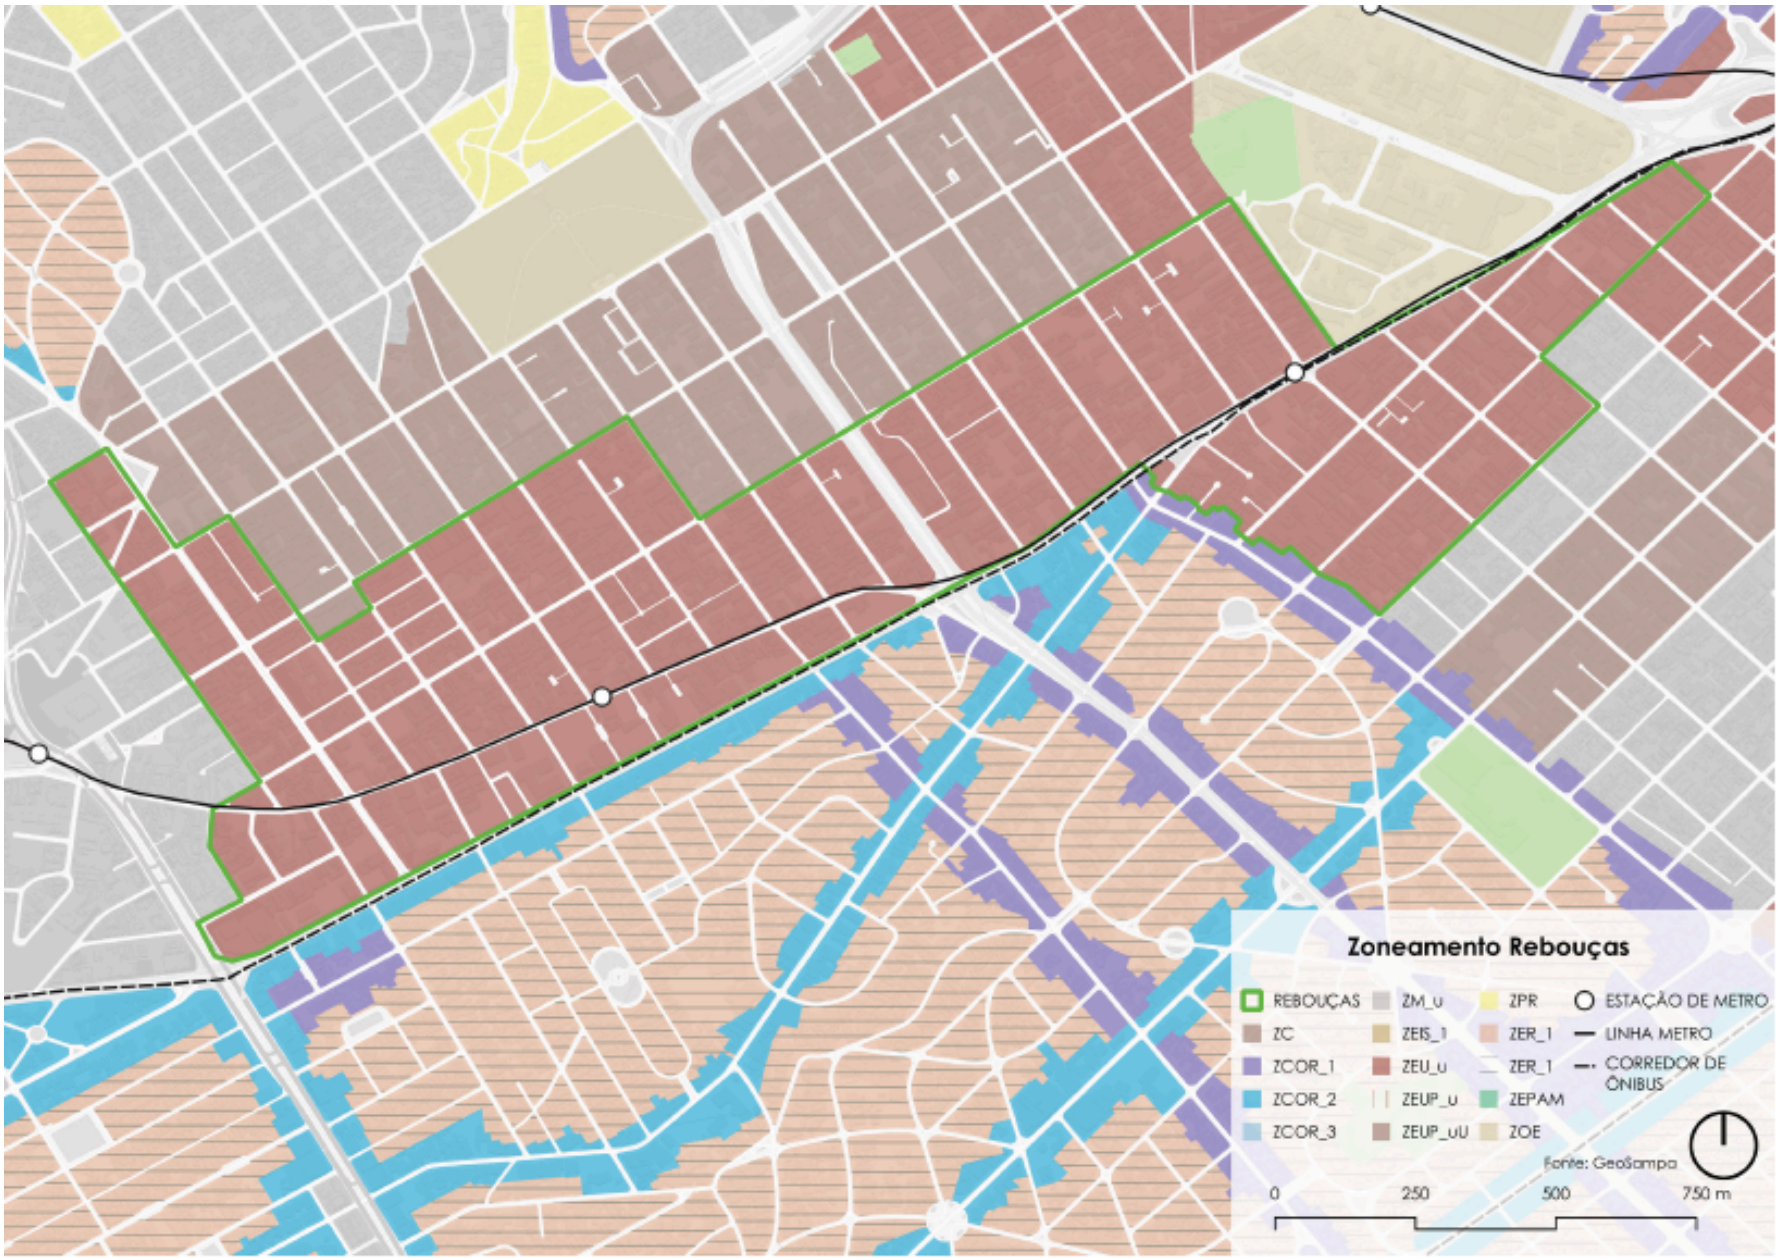 Zoneamento Rebouças
REBOUÇAS
ZC
ZCOR_1
ZCOR_2
ZCOR_3
ZM_u
ZEIS_1
ZEU_u
ZEUP_u
ZEUP_uU
ZPR
ZER_1
ZER_1
ZEPAM
ZOE
ESTAÇÃO DE METRO
LINHA METRO
CORREDOR DE
ÔNIBUS
Fonte: GeoSampa
0 250 500 750 m